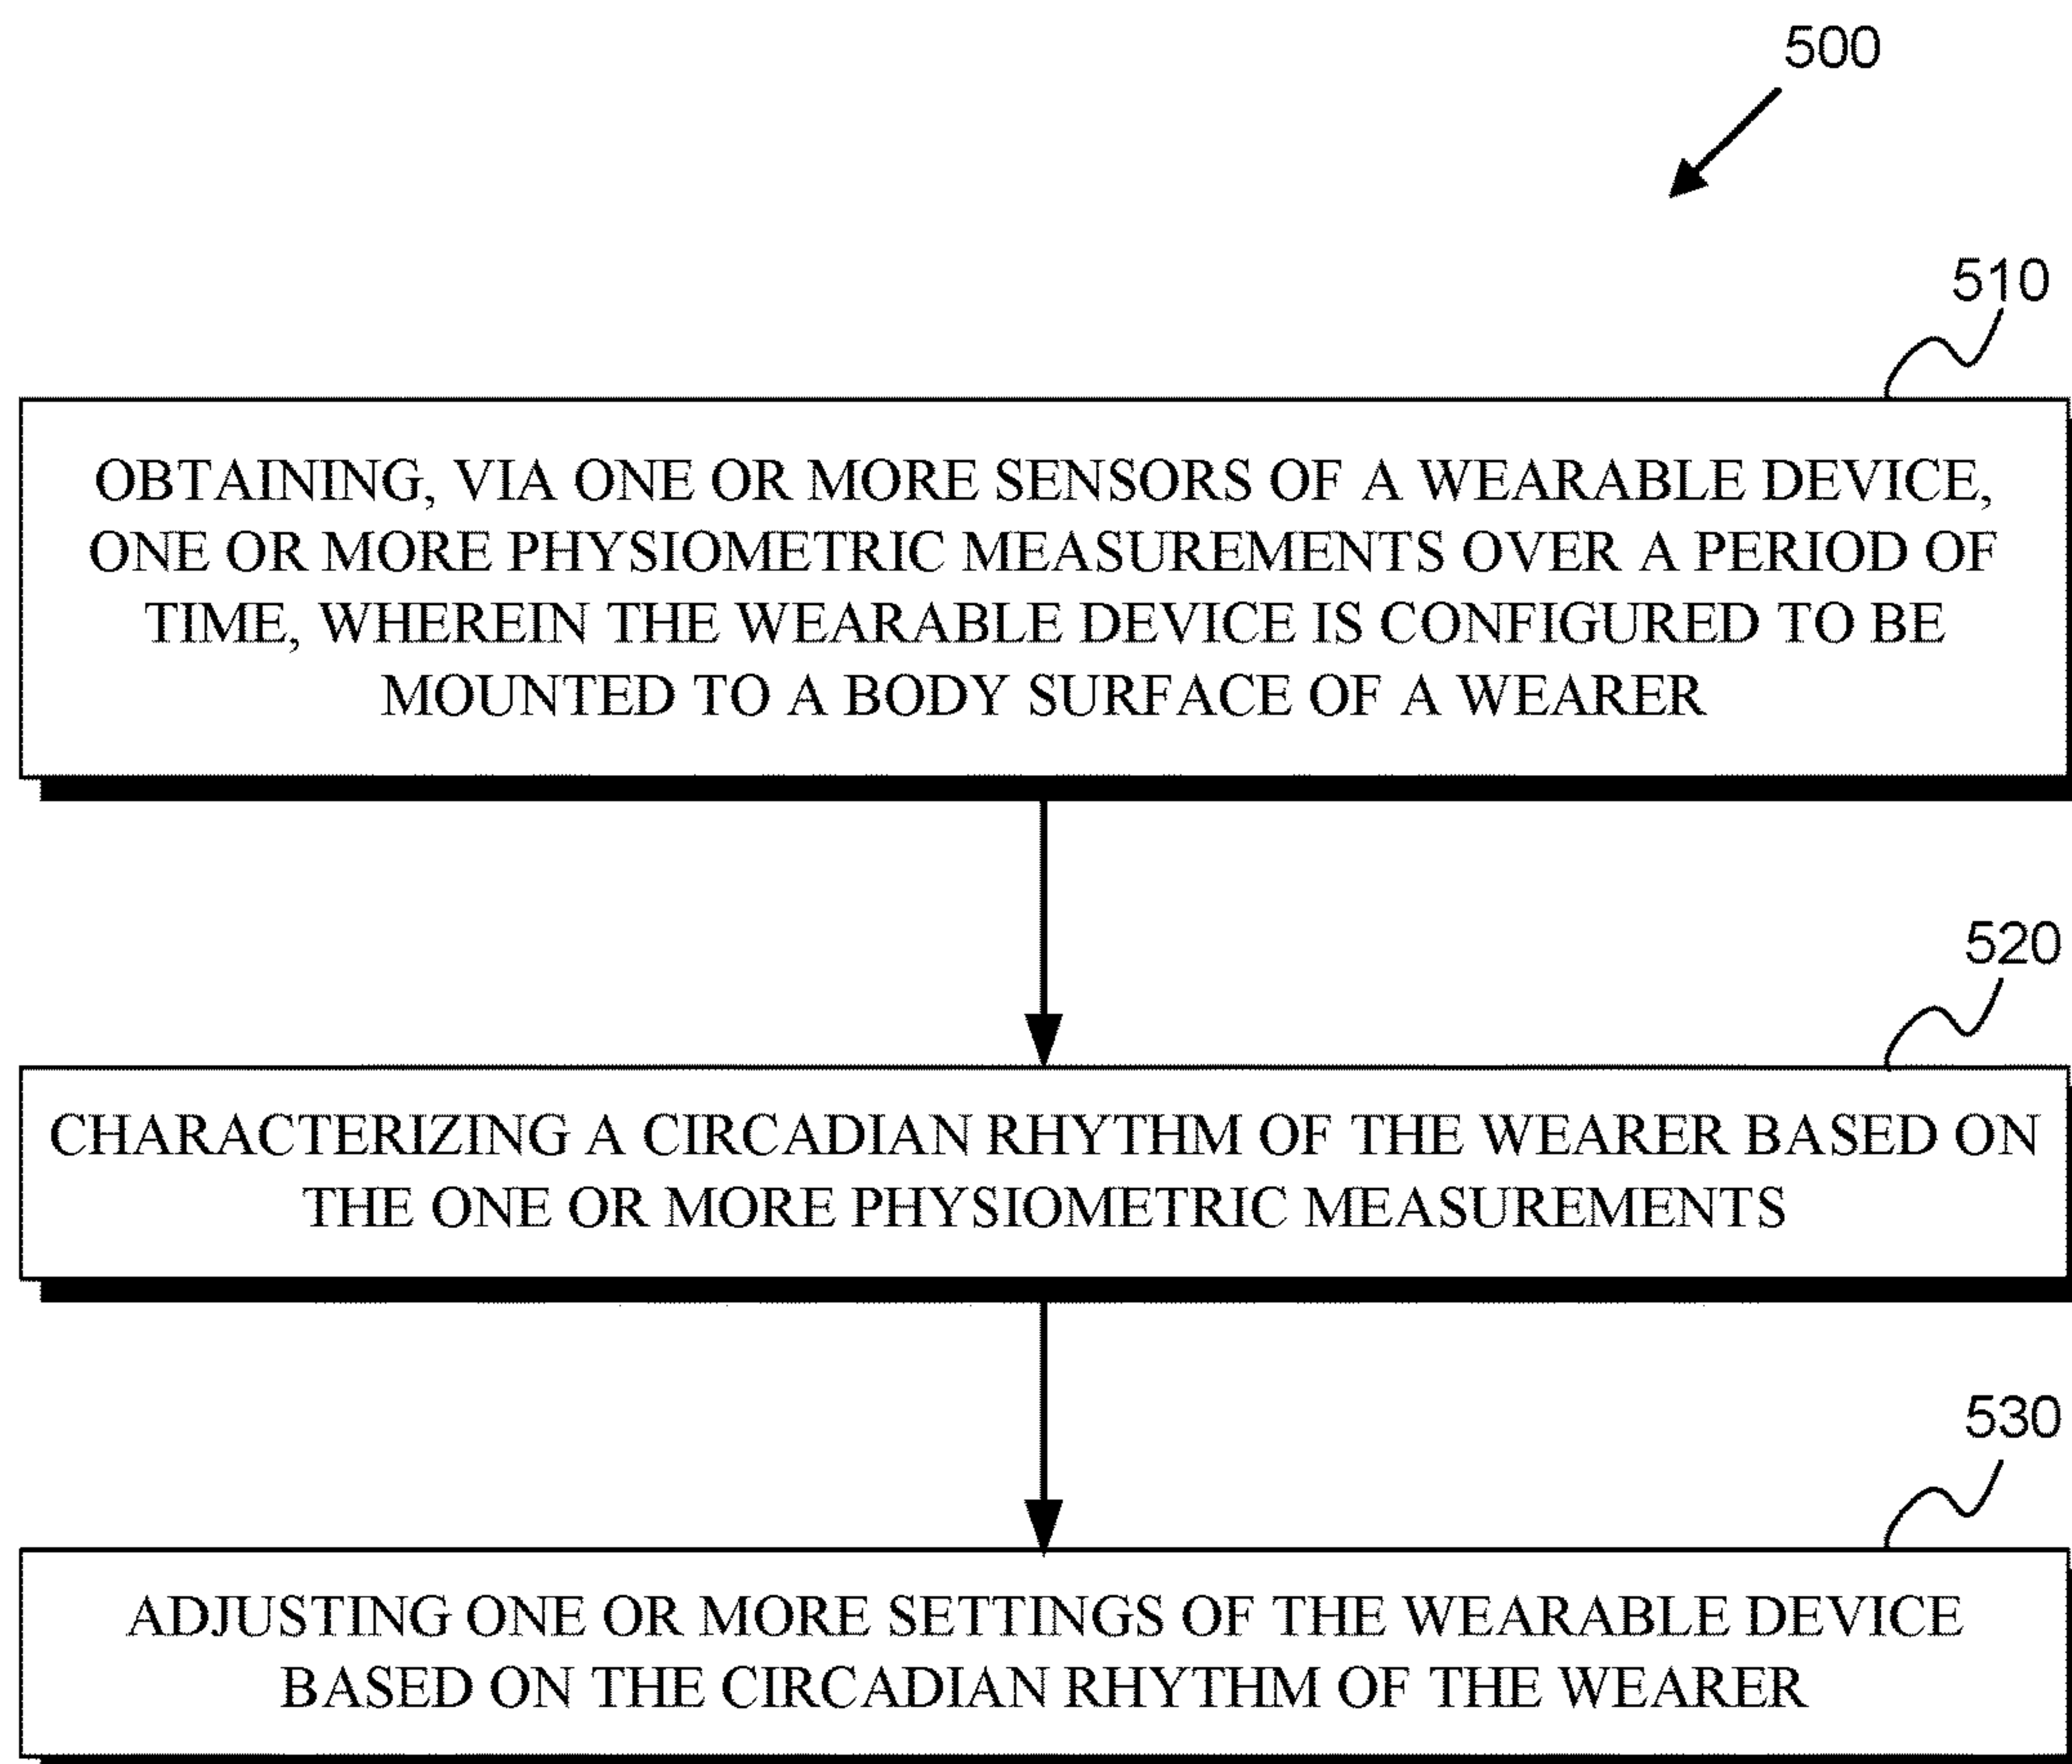 500
510
OBTAINING, VIA ONE OR MORE SENSORS OF A WEARABLE DEVICE,
ONE OR MORE PHYSIOMETRIC MEASUREMENTS OVER A PERIOD OF
TIME, WHEREIN THE WEARABLE DEVICE IS CONFIGURED TO BE
MOUNTED TO A BODY SURFACE OF A WEARER
520
CHARACTERIZING A CIRCADIAN RHYTHM OF THE WEARER BASED ON
THE ONE OR MORE PHYSIOMETRIC MEASUREMENTS
530
ADJUSTING ONE OR MORE SETTINGS OF THE WEARABLE DEVICE
BASED ON THE CIRCADIAN RHYTHM OF THE WEARER